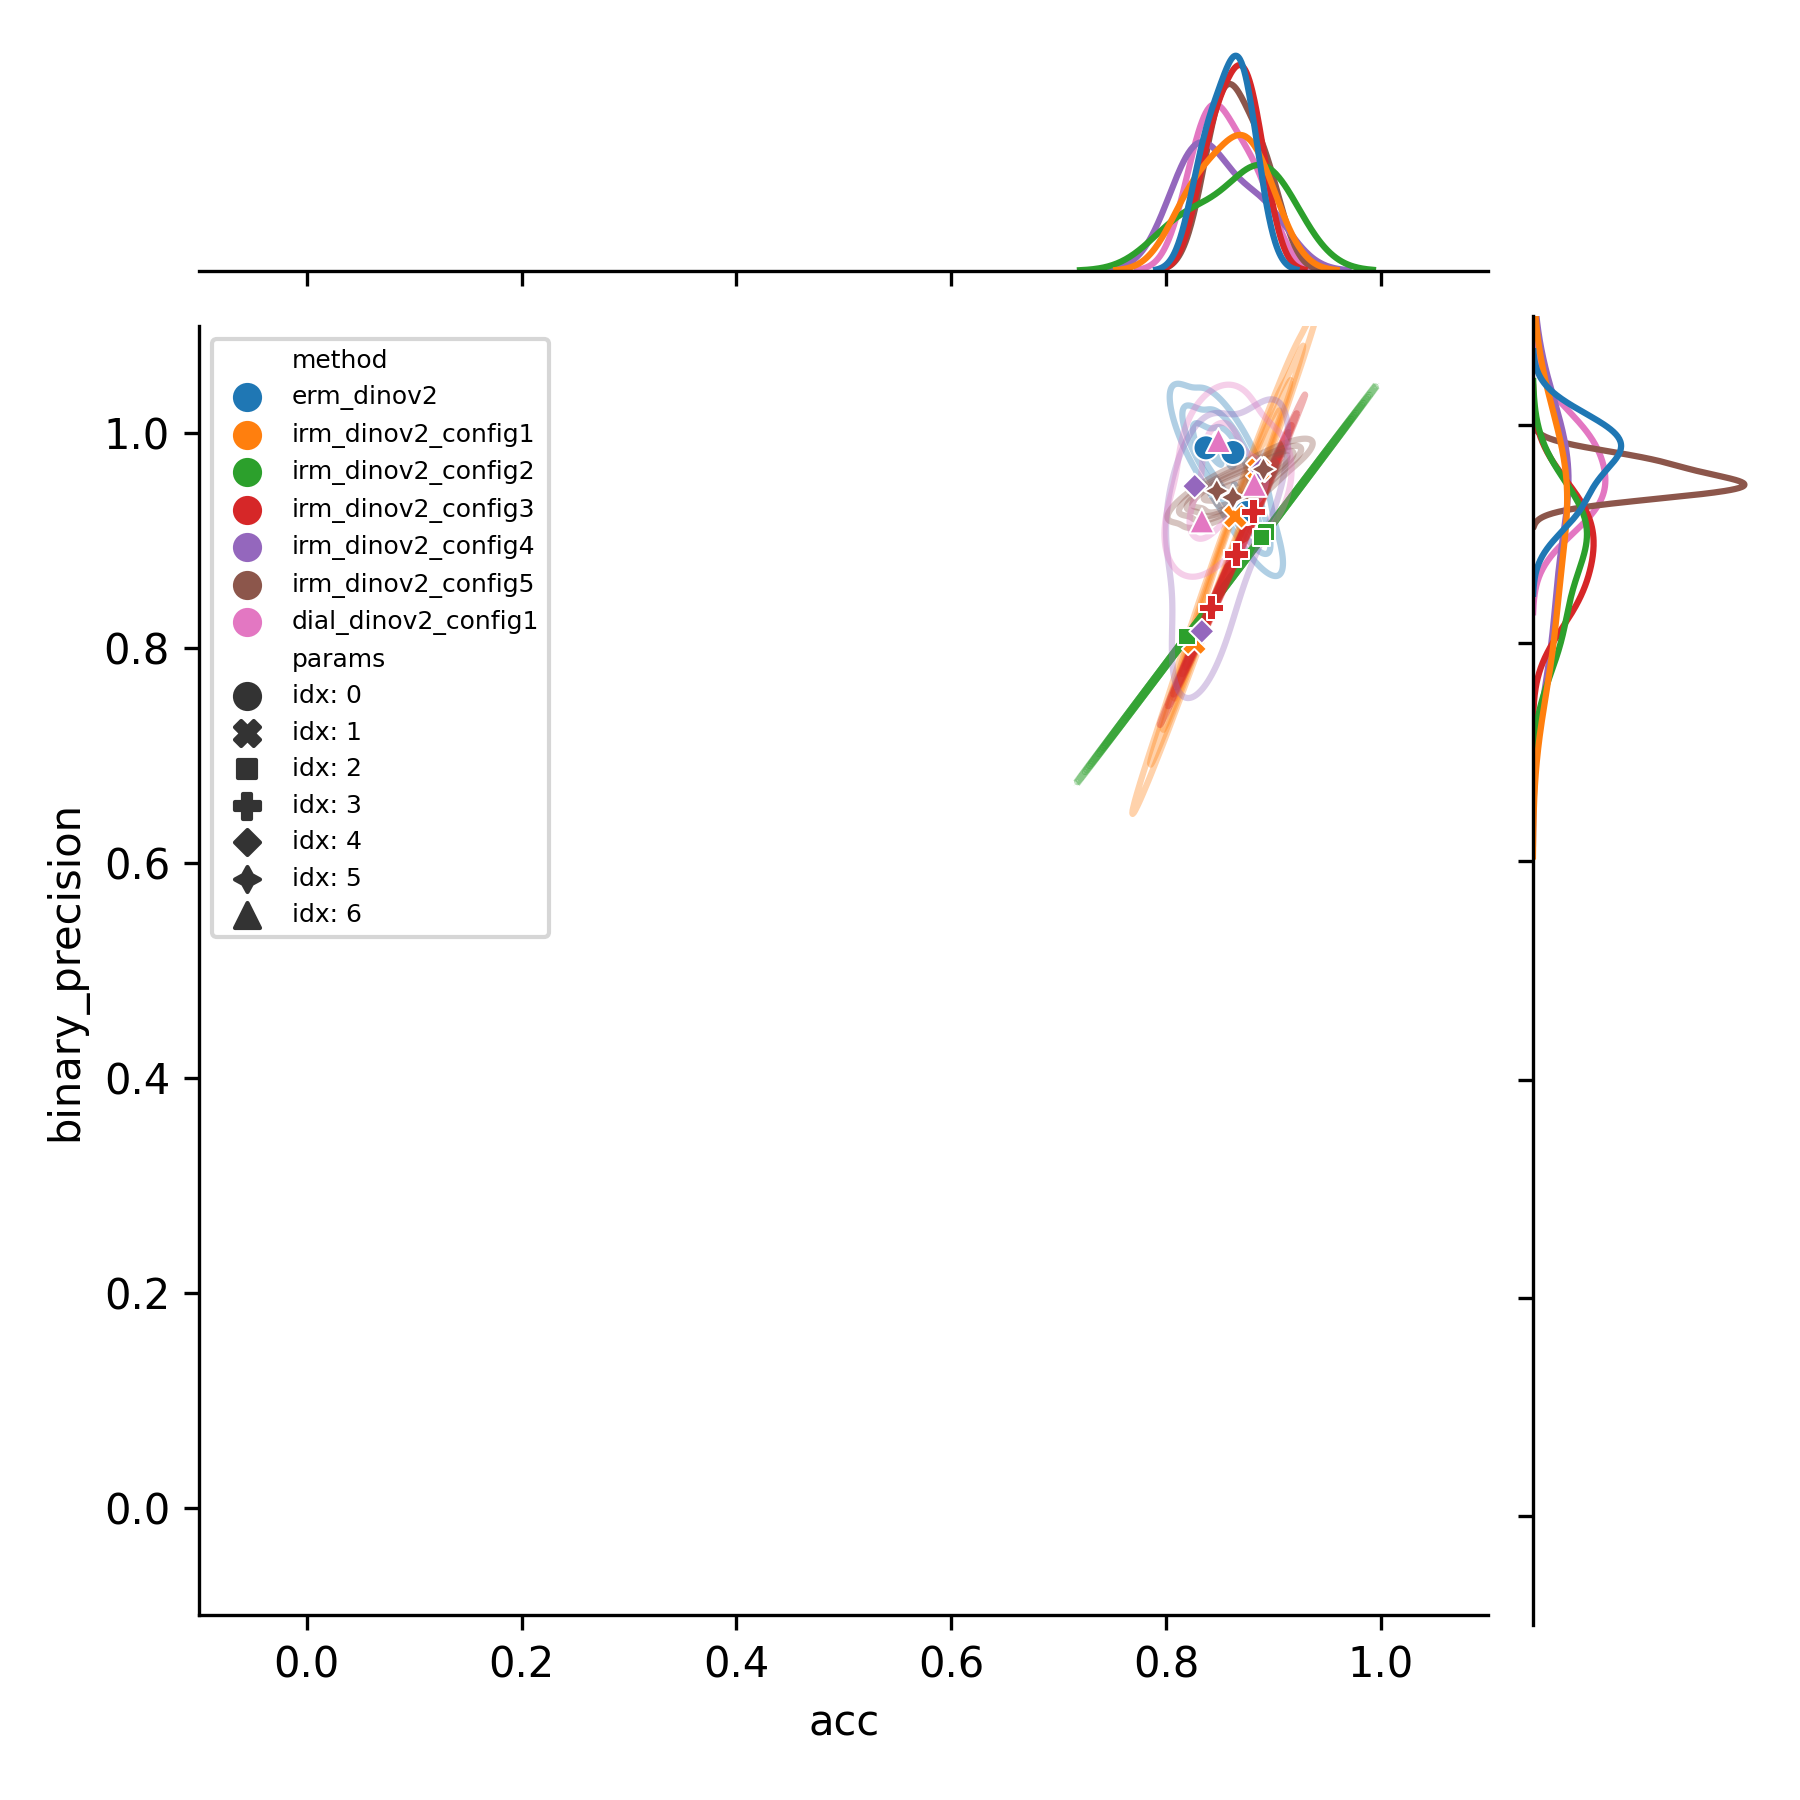 method
erm_dinov2
irm_dinov2_config1
irm_dinov2_config2
irm_dinov2_config3
irm_dinov2_config4
irm_dinov2_config5
dial_dinov2_config1
params
idx: 0
idx: 1
idx: 2
idx: 3
idx: 4
idx: 5
idx: 6
binary_precision
1.0
0.8
0.6
0.4
0.2
0.0
0.0 0.2 0.4 0.6 0.8 1.0
acc